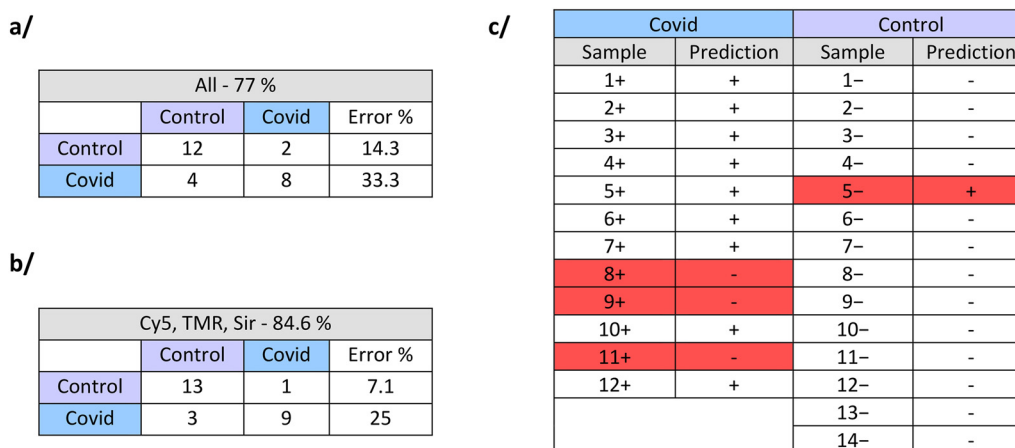 a/
All - 77 %
Control Covid Error %
Control 12 2 14.3
Covid 4 8 33.3
b/
Cy5, TMR, Sir - 84.6 %
Control Covid Error %
Control 13 1 7.1
Covid 3 9 25
c/
Covid Control
Sample Prediction Sample Prediction
1+ + 1− -
2+ + 2− -
3+ + 3− -
4+ + 4− -
5+ + 5− +
6+ + 6− -
7+ + 7− -
8+ - 8− -
9+ - 9− -
10+ + 10− -
11+ - 11− -
12+ + 12− -
13− -
14− -